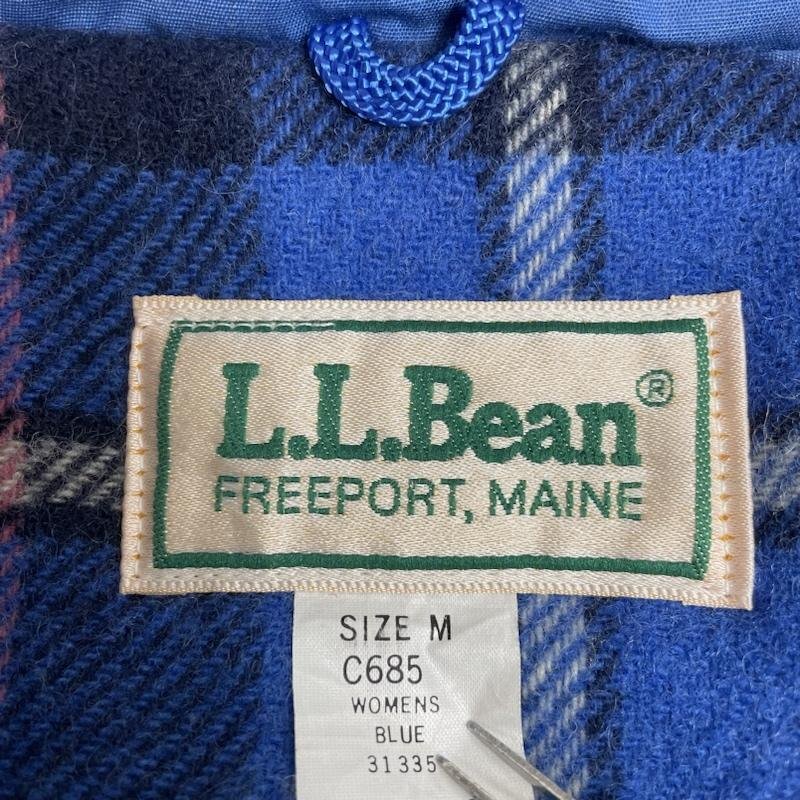 L.L.Bean®
FREEPORT, MAINE
SIZE M
C685
WOMENS
BLUE
31335